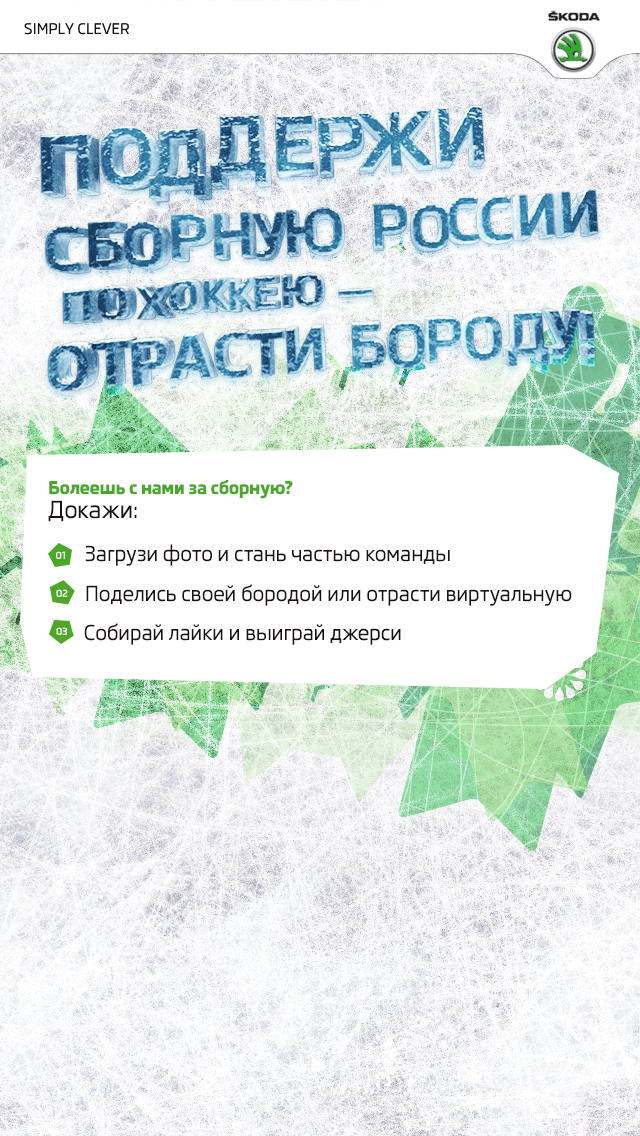 SIMPLY CLEVER
ŠKODA
ПОДДЕРЖИ
СБОРНУЮ РОССИИ
ПО ХОККЕЮ –
ОТРАСТИ БОРОДУ!
Болеешь с нами за сборную?
Докажи:
01 Загрузи фото и стань частью команды
02 Поделись своей бородой или отрасти виртуальную
03 Собирай лайки и выиграй джерси